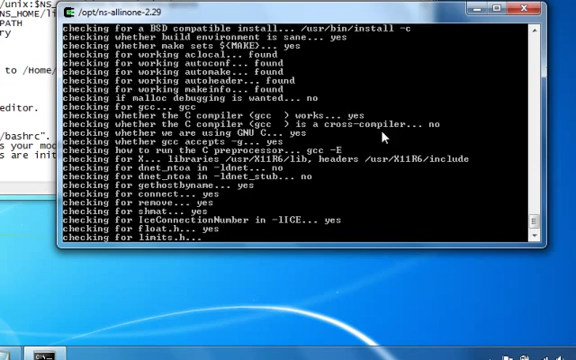 /unix:$NS_
NS_HOME/li
PATH
ry
to /Home/
editor.
/bashrc".
s your mod
s are init
/opt/ns-allinone-2.29
checking for a BSD compatible install... /usr/bin/install -c
checking whether build environment is sane... yes
checking whether make sets ${MAKE}... yes
checking for working aclocal... found
checking for working autoconf... found
checking for working automake... found
checking for working autoheader... found
checking for working makeinfo... found
checking if malloc debugging is wanted... no
checking for gcc... gcc
checking whether the C compiler (gcc ) works... yes
checking whether the C compiler (gcc ) is a cross-compiler... no
checking whether we are using GNU C... yes
checking whether gcc accepts -g... yes
checking how to run the C preprocessor... gcc -E
checking for X... libraries /usr/X11R6/lib, headers /usr/X11R6/include
checking for dnet_ntoa in -ldnet... no
checking for dnet_ntoa in -ldnet_stub... no
checking for gethostbyname... yes
checking for connect... yes
checking for remove... yes
checking for shmat... yes
checking for IceConnectionNumber in -lICE... yes
checking for float.h... yes
checking for limits.h...